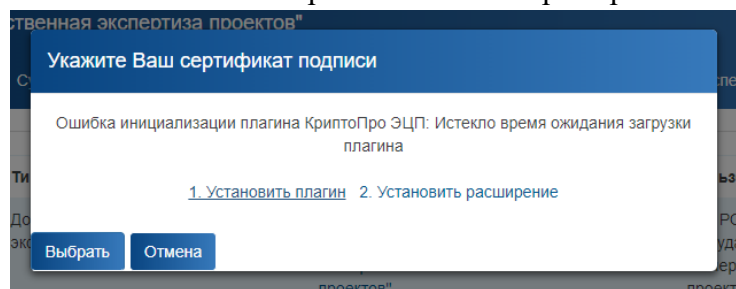 ственная экспертиза проектов"
Укажите Ваш сертификат подписи
Ошибка инициализации плагина КриптоПро ЭЦП: Истекло время ожидания загрузки
плагина
1. Установить плагин 2. Установить расширение
Выбрать Отмена
проектов"